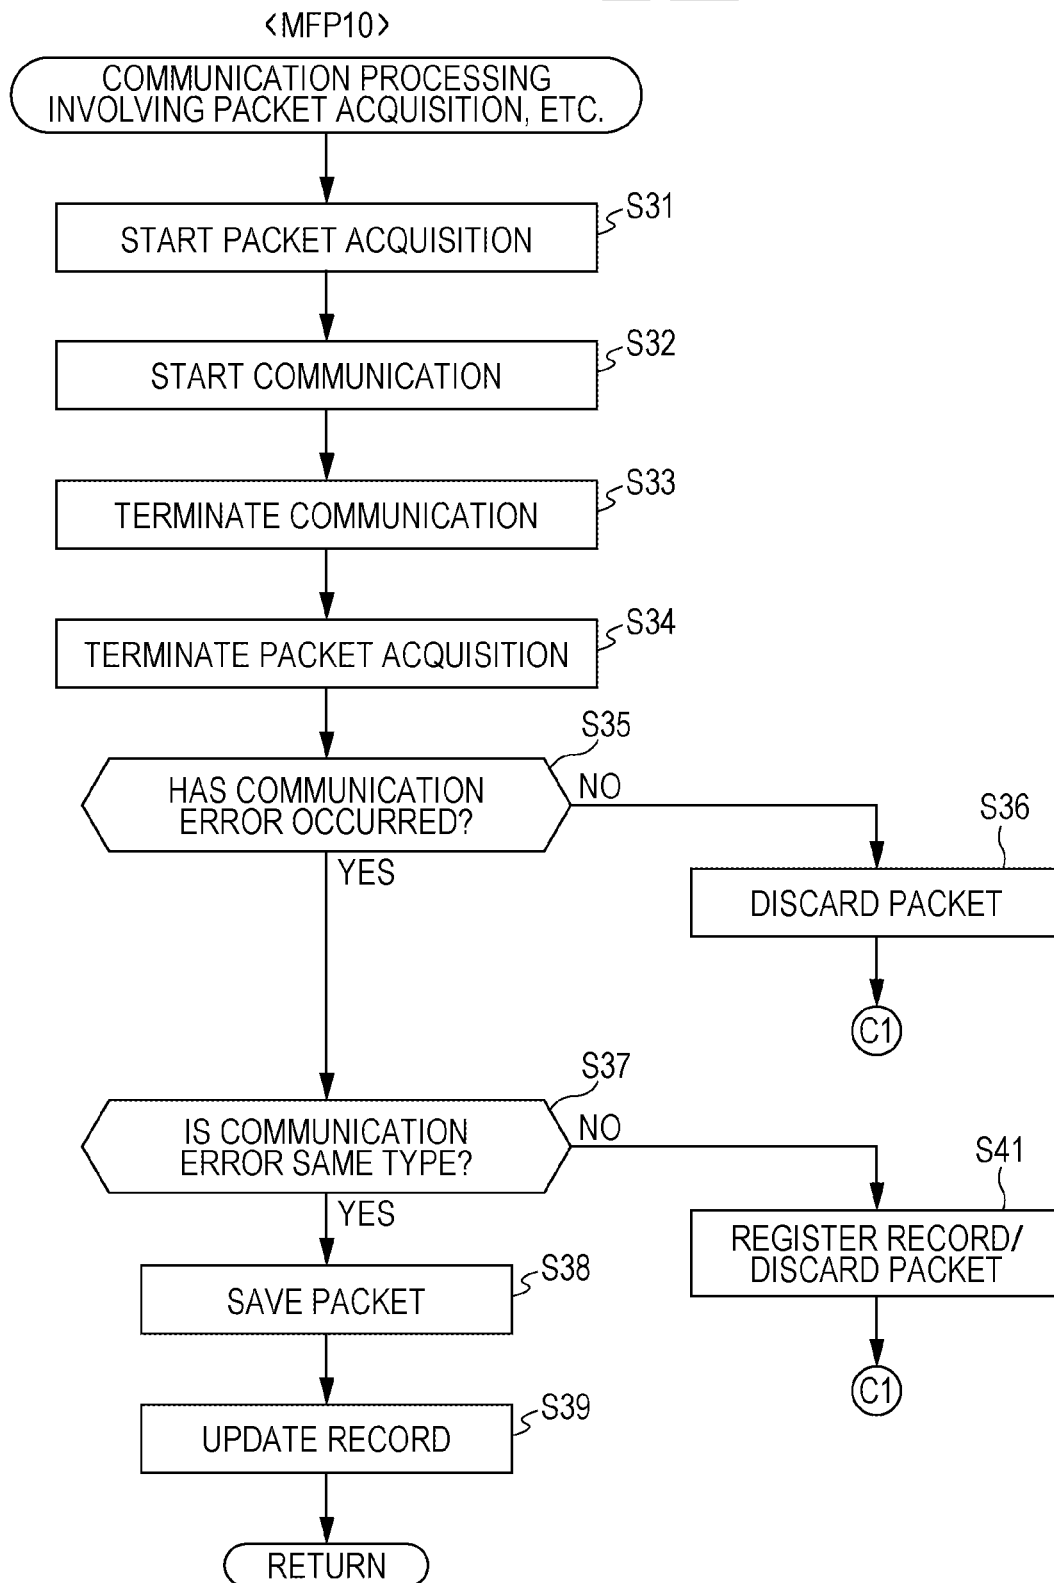 <MFP10>
COMMUNICATION PROCESSING
INVOLVING PACKET ACQUISITION, ETC.
S31
START PACKET ACQUISITION
S32
START COMMUNICATION
S33
TERMINATE COMMUNICATION
S34
TERMINATE PACKET ACQUISITION
S35
HAS COMMUNICATION
ERROR OCCURRED?
NO
YES
S36
DISCARD PACKET
C1
S37
IS COMMUNICATION
ERROR SAME TYPE?
NO
YES
S41
REGISTER RECORD/
DISCARD PACKET
C1
S38
SAVE PACKET
S39
UPDATE RECORD
RETURN